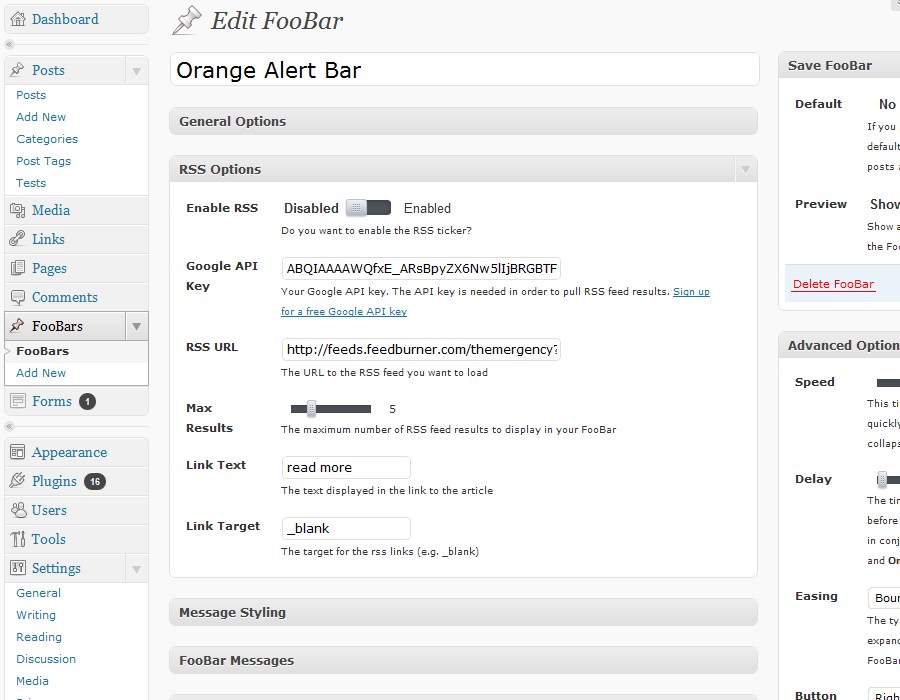 Dashboard
Posts
Posts
Add New
Categories
Post Tags
Tests
Media
Links
Pages
Comments
FooBars
FooBars
Add New
Forms 1
Appearance
Plugins 16
Users
Tools
Settings
General
Writing
Reading
Discussion
Media
Edit FooBar
Orange Alert Bar
General Options
RSS Options
Enable RSS Disabled Enabled
Do you want to enable the RSS ticker?
Google API Key
ABQIAAAAWQfxE_ARsBpyZX6Nw5lIjBRGBTF
Your Google API key. The API key is needed in order to pull RSS feed results. Sign up
for a free Google API key
RSS URL http://feeds.feedburner.com/themergency?
The URL to the RSS feed you want to load
Max Results 5
The maximum number of RSS feed results to display in your FooBar
Link Text read more
The text displayed in the link to the article
Link Target _blank
The target for the rss links (e.g. _blank)
Message Styling
FooBar Messages
Save FooBar
Default No
If you
default
posts
Preview Show
Show a
the Foo
Delete FooBar
Advanced Option
Speed
This ti
quickly
collaps
Delay
The tin
before
in conj
and On
Easing Bour
The ty
expand
FooBar
Button Righ